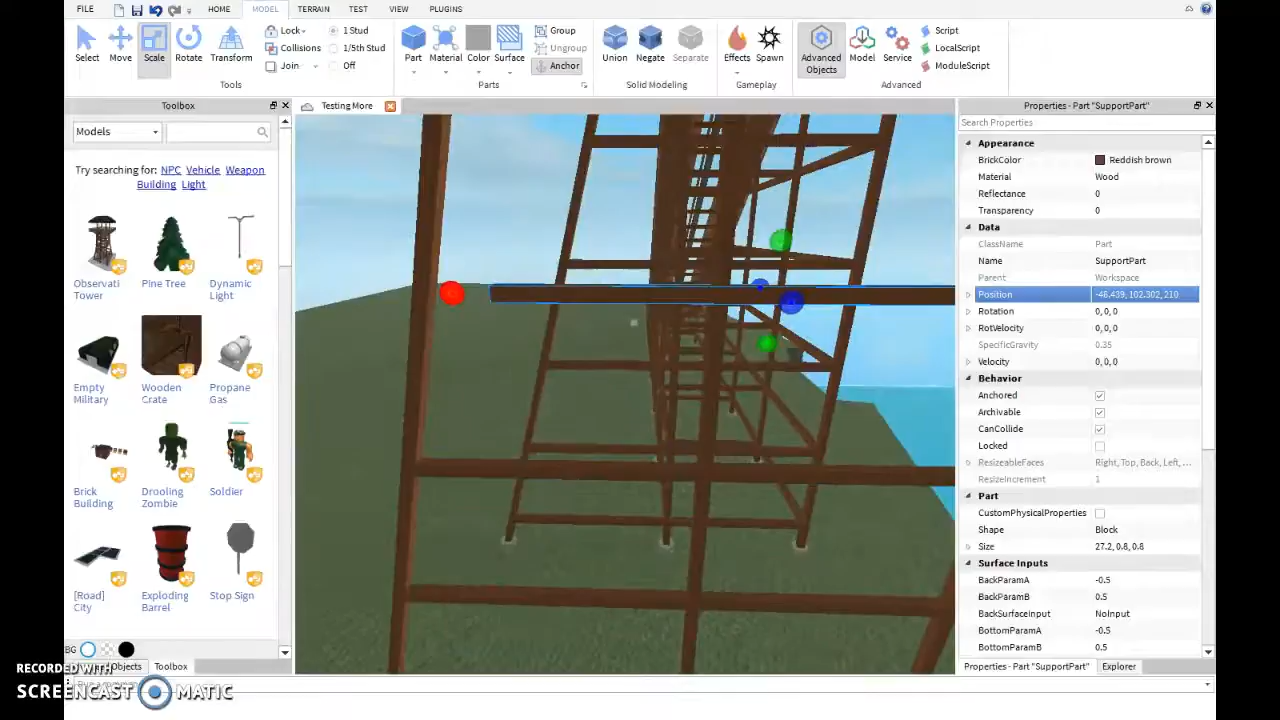 FILE HOME MODEL TERRAIN TEST VIEW PLUGINS
Select Move Scale Rotate Transform
Lock
Collisions
Join
1 Stud
1/5th Stud
Off
Tools
Part Material Color Surface
Group
Ungroup
Anchor
Parts
Union Negate Separate
Solid Modeling
Effects Spawn
Gameplay
Advanced
Objects
Model Service
Script
LocalScript
ModuleScript
Advanced
Toolbox
Models
Try searching for: NPC Vehicle Weapon
Building Light
Observati
Tower
Pine Tree
Dynamic
Light
Empty
Military
Wooden
Crate
Propane
Gas
Brick
Building
Drooling
Zombie
Soldier
[Road]
City
Exploding
Barrel
Stop Sign
BG
Objects Toolbox
Testing More
Properties - Part "SupportPart"
Search Properties
Appearance
BrickColor Reddish brown
Material Wood
Reflectance 0
Transparency 0
Data
ClassName Part
Name SupportPart
Parent Workspace
Position -46.439, 102.302, 210
Rotation 0, 0, 0
RotVelocity 0, 0, 0
SpecificGravity 0.35
Velocity 0, 0, 0
Behavior
Anchored
Archivable
CanCollide
Locked
ResizeableFaces Right, Top, Back, Left, ...
ResizeIncrement 1
Part
CustomPhysicalProperties
Shape Block
Size 27.2, 0.8, 0.8
Surface Inputs
BackParamA -0.5
BackParamB 0.5
BackSurfaceInput NoInput
BottomParamA -0.5
BottomParamB 0.5
Properties - Part "SupportPart" Explorer
RECORDED WITH
SCREENCAST MATIC